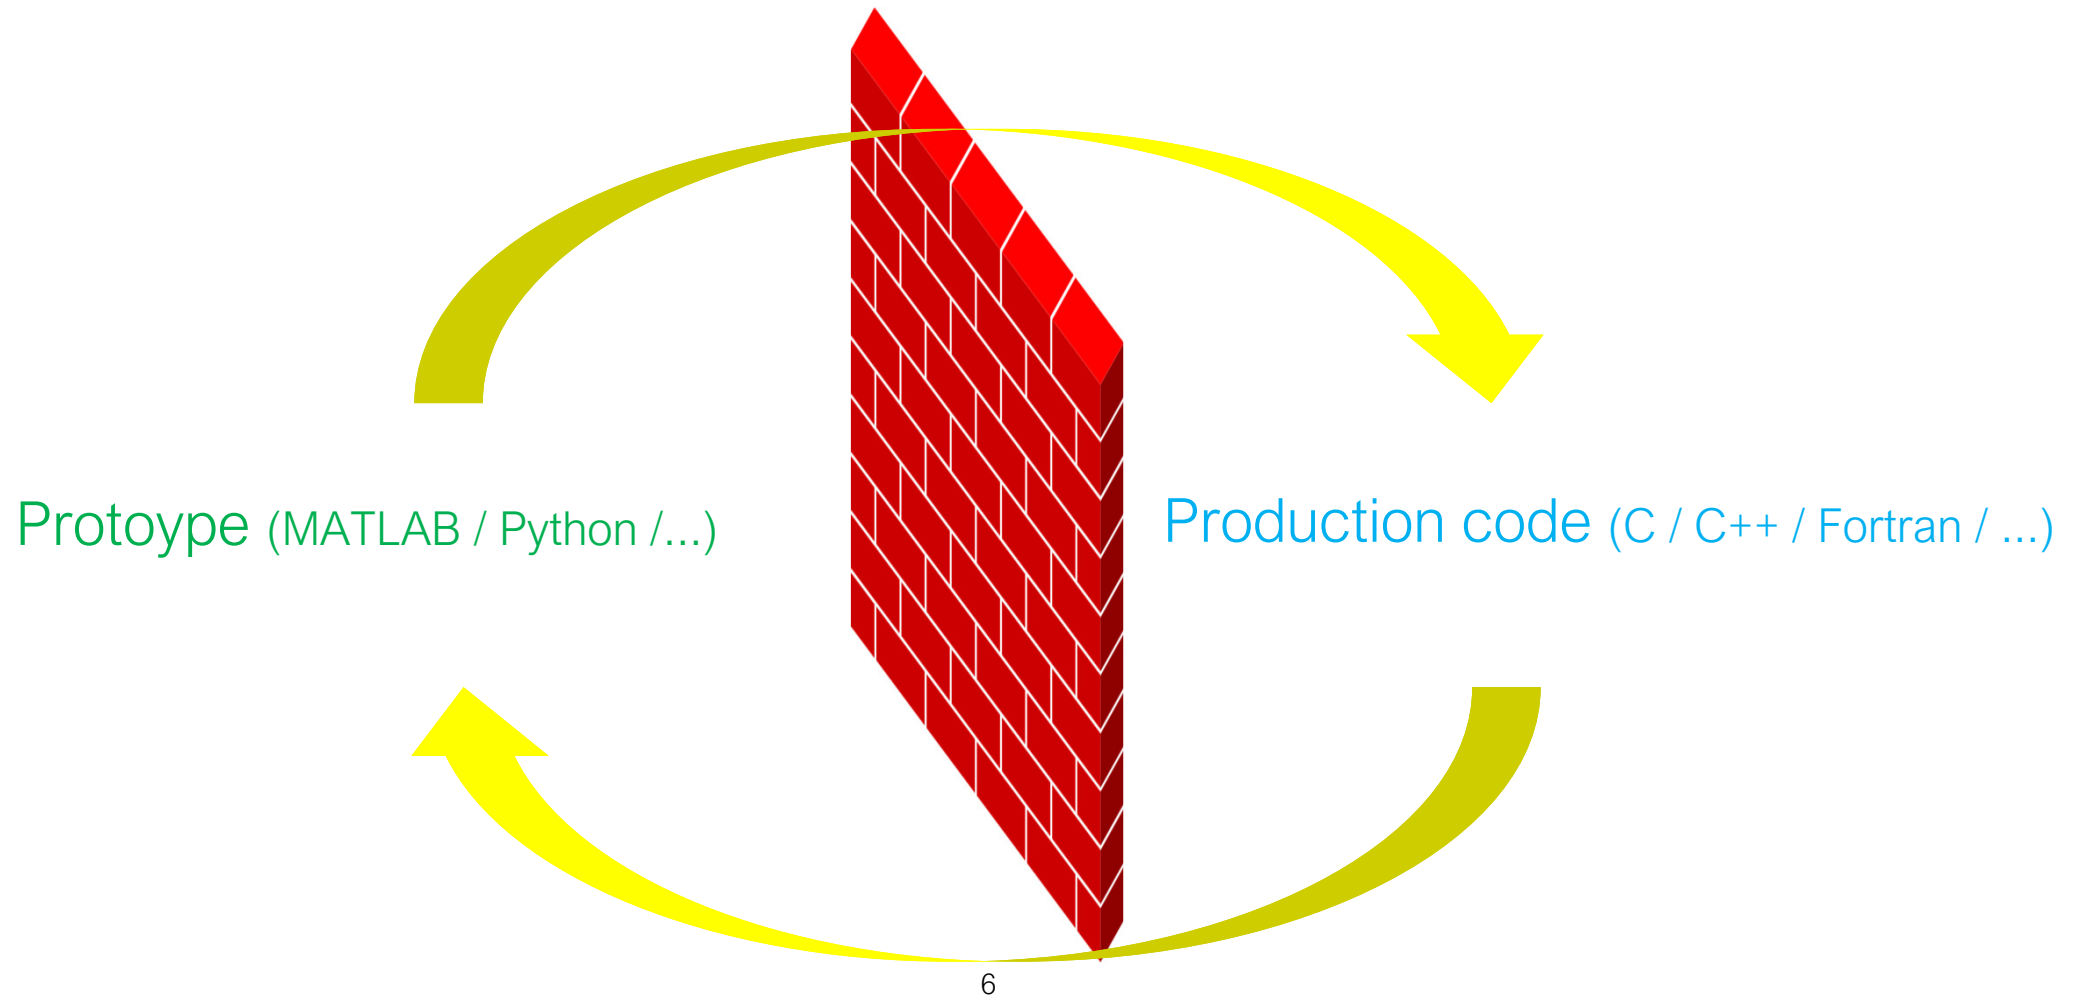 Protoype (MATLAB / Python /...)
Production code (C / C++ / Fortran / ...)
6